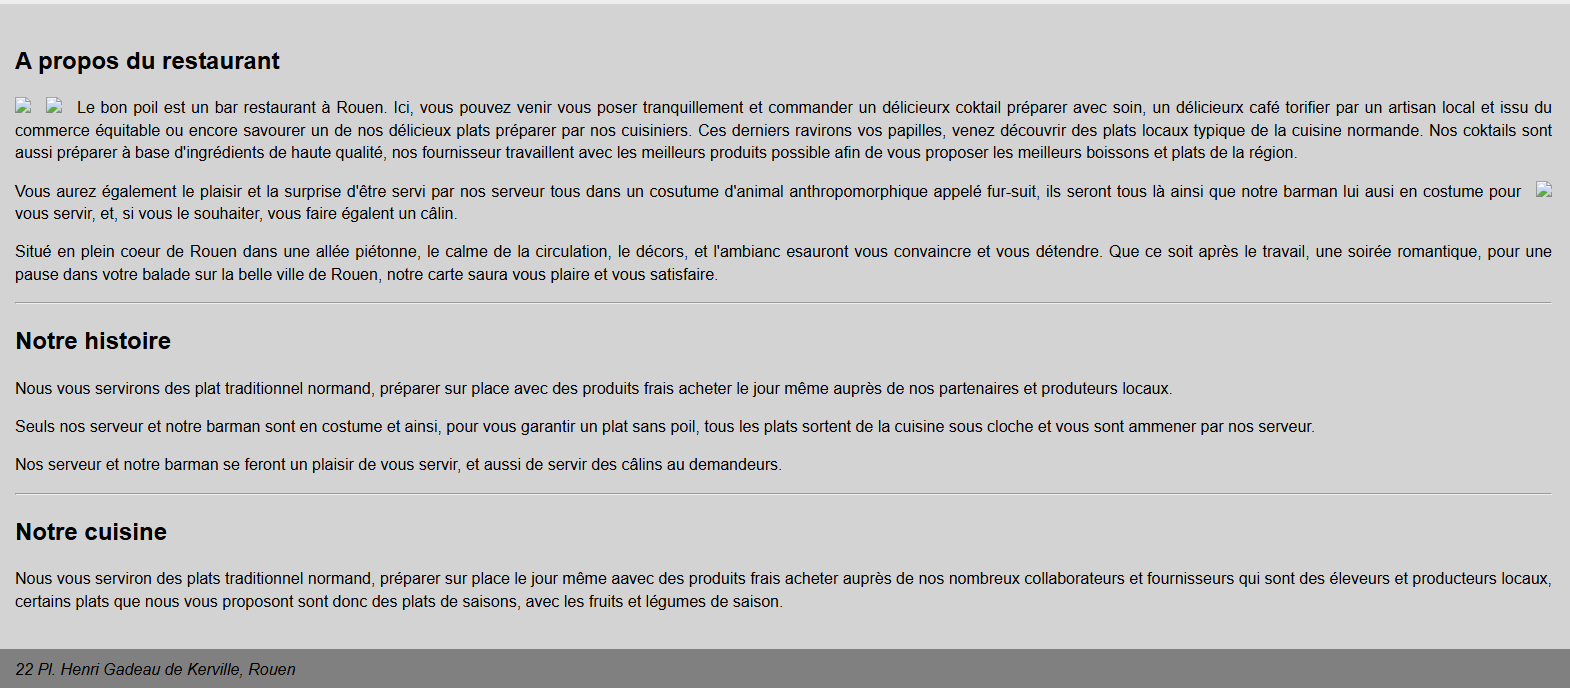 A propos du restaurant
Le bon poil est un bar restaurant à Rouen. Ici, vous pouvez venir vous poser tranquillement et commander un délicieurx coktail préparer avec soin, un délicieurx café torifier par un artisan local et issu du
commerce équitable ou encore savourer un de nos délicieux plats préparer par nos cuisiniers. Ces derniers ravirons vos papilles, venez découvrir des plats locaux typique de la cuisine normande. Nos coktails sont
aussi préparer à base d'ingrédients de haute qualité, nos fournisseur travaillent avec les meilleurs produits possible afin de vous proposer les meilleurs boissons et plats de la région.
Vous aurez également le plaisir et la surprise d'être servi par nos serveur tous dans un cosutume d'animal anthropomorphique appelé fur-suit, ils seront tous là ainsi que notre barman lui ausi en costume pour
vous servir, et, si vous le souhaiter, vous faire égalent un câlin.
Situé en plein coeur de Rouen dans une allée piétonne, le calme de la circulation, le décors, et l'ambianc esauront vous convaincre et vous détendre. Que ce soit après le travail, une soirée romantique, pour une
pause dans votre balade sur la belle ville de Rouen, notre carte saura vous plaire et vous satisfaire.
Notre histoire
Nous vous servirons des plat traditionnel normand, préparer sur place avec des produits frais acheter le jour même auprès de nos partenaires et produteurs locaux.
Seuls nos serveur et notre barman sont en costume et ainsi, pour vous garantir un plat sans poil, tous les plats sortent de la cuisine sous cloche et vous sont ammener par nos serveur.
Nos serveur et notre barman se feront un plaisir de vous servir, et aussi de servir des câlins au demandeurs.
Notre cuisine
Nous vous serviron des plats traditionnel normand, préparer sur place le jour même aavec des produits frais acheter auprès de nos nombreux collaborateurs et fournisseurs qui sont des éleveurs et producteurs locaux,
certains plats que nous vous proposont sont donc des plats de saisons, avec les fruits et légumes de saison.
22 Pl. Henri Gadeau de Kerville, Rouen